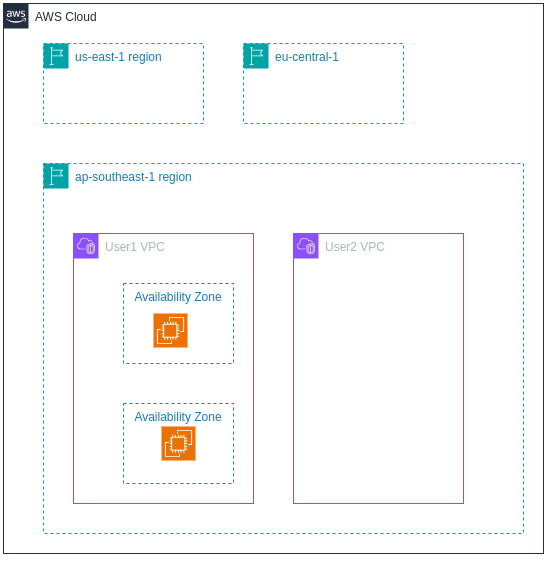 aws
AWS Cloud
us-east-1 region
eu-central-1
ap-southeast-1 region
User1 VPC
User2 VPC
Availability Zone
Availability Zone